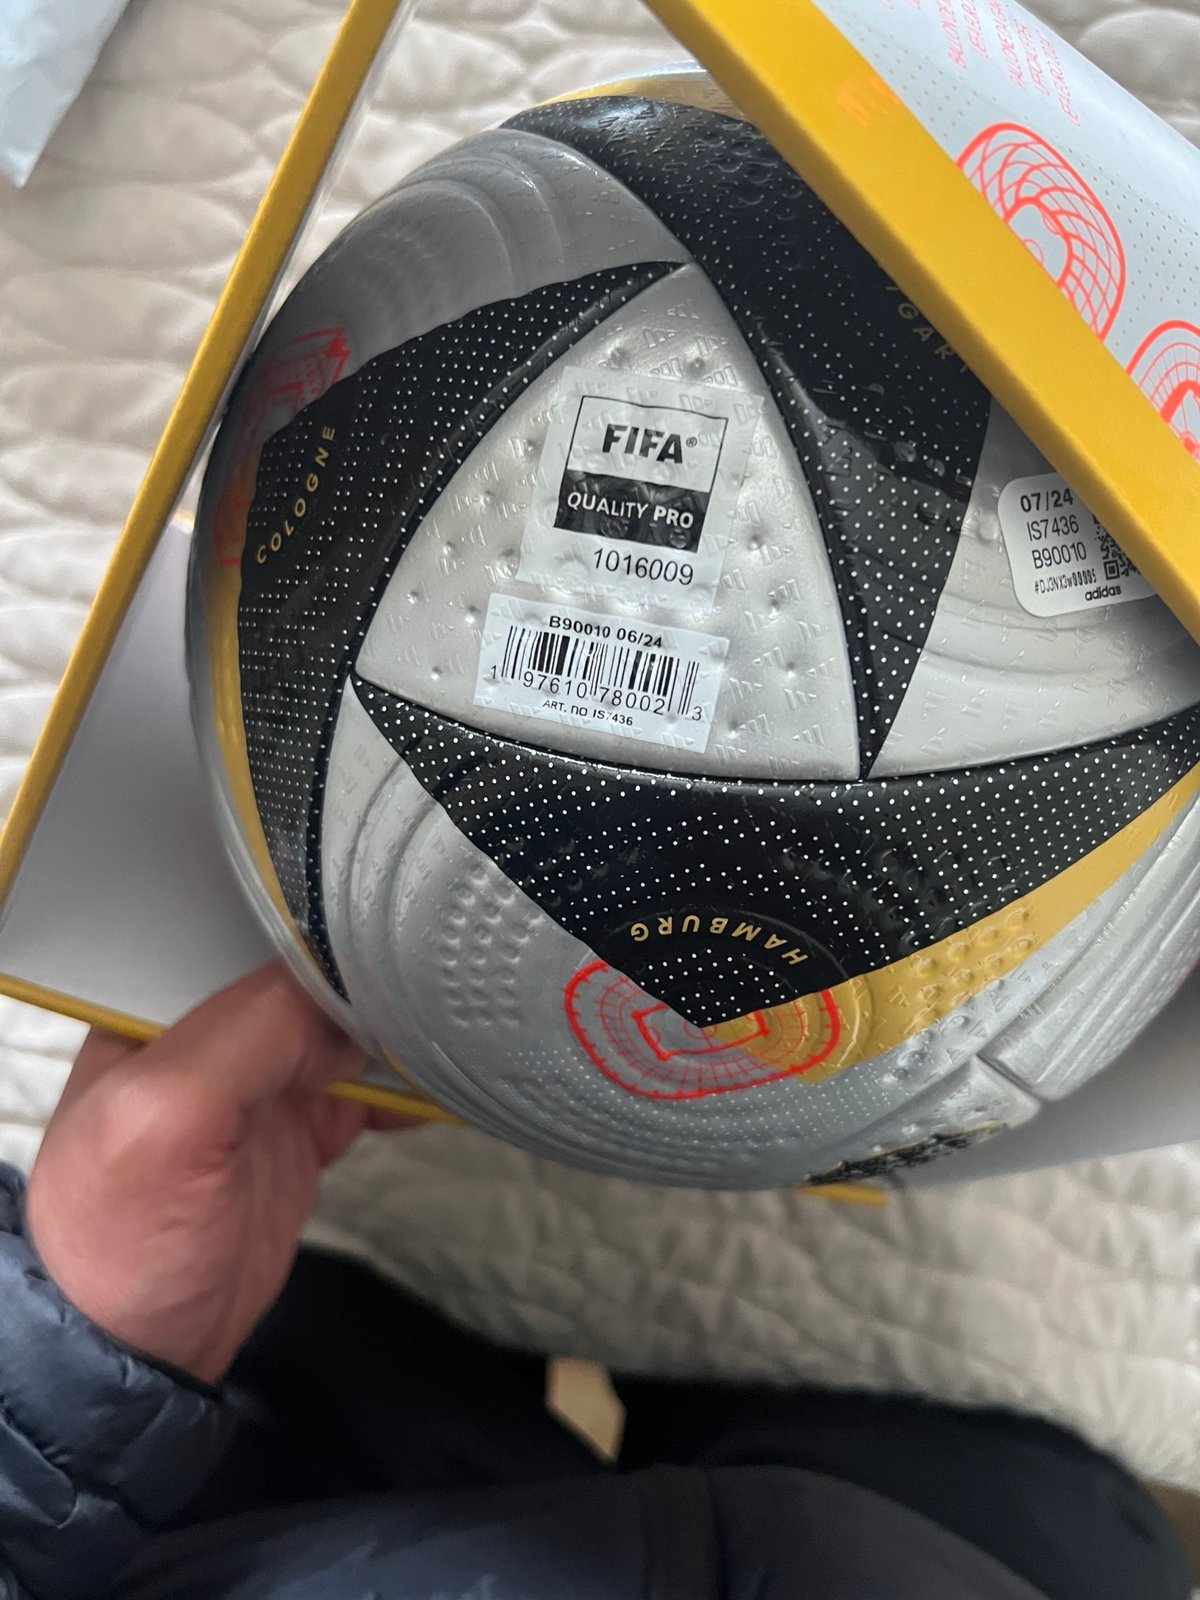 COLOGNE
FIFA®
QUALITY PRO
1016009
B90010 06/24
1 97610 78002 3
ART. NO IS7436
07/24
IS7436
B90010
adidas
HAMBURG